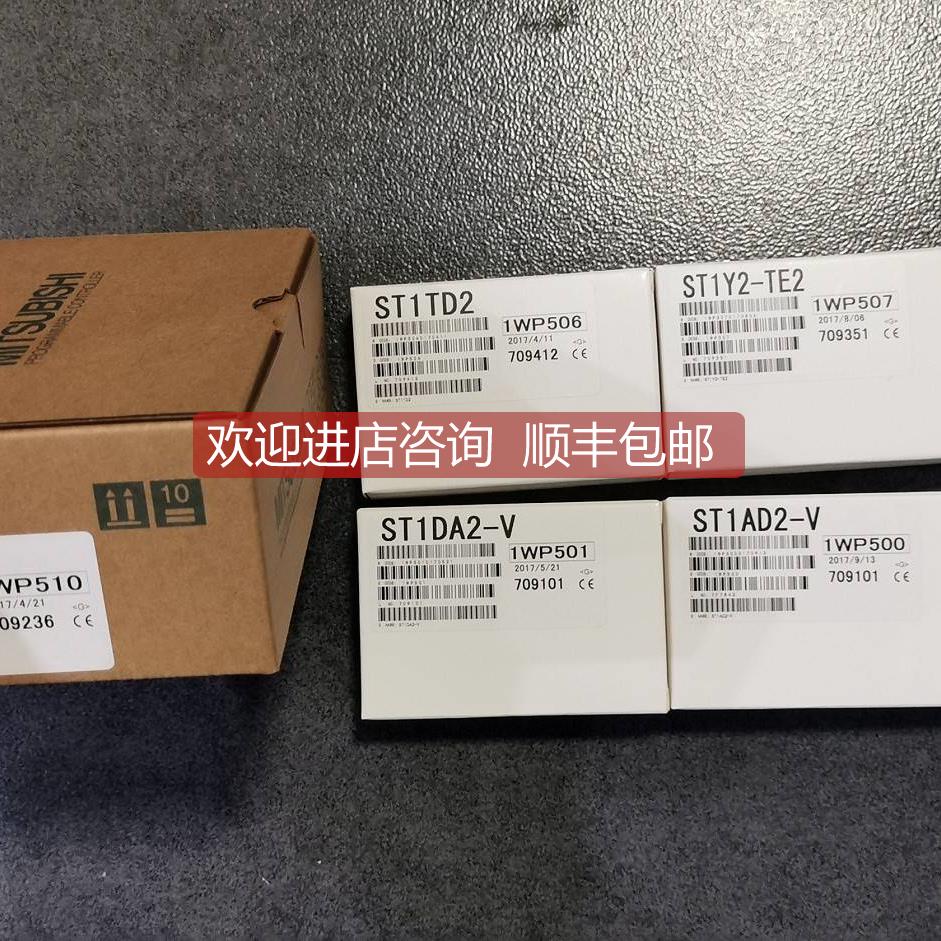 MITSUBISHI
PROGRAMMABLE CONTROLLER
10
WP510
17/4/21
<G>
09236 CE
ST1TD2
1WP506
2017/4/11
<G>
709412 CE
ST1Y2-TE2
1WP507
2017/8/06
<G>
709351 CE
欢迎进店咨询 顺丰包邮
ST1DA2-V
1WP501
2017/5/21
<G>
709101 CE
ST1AD2-V
1WP500
2017/9/13
<G>
709101 CE